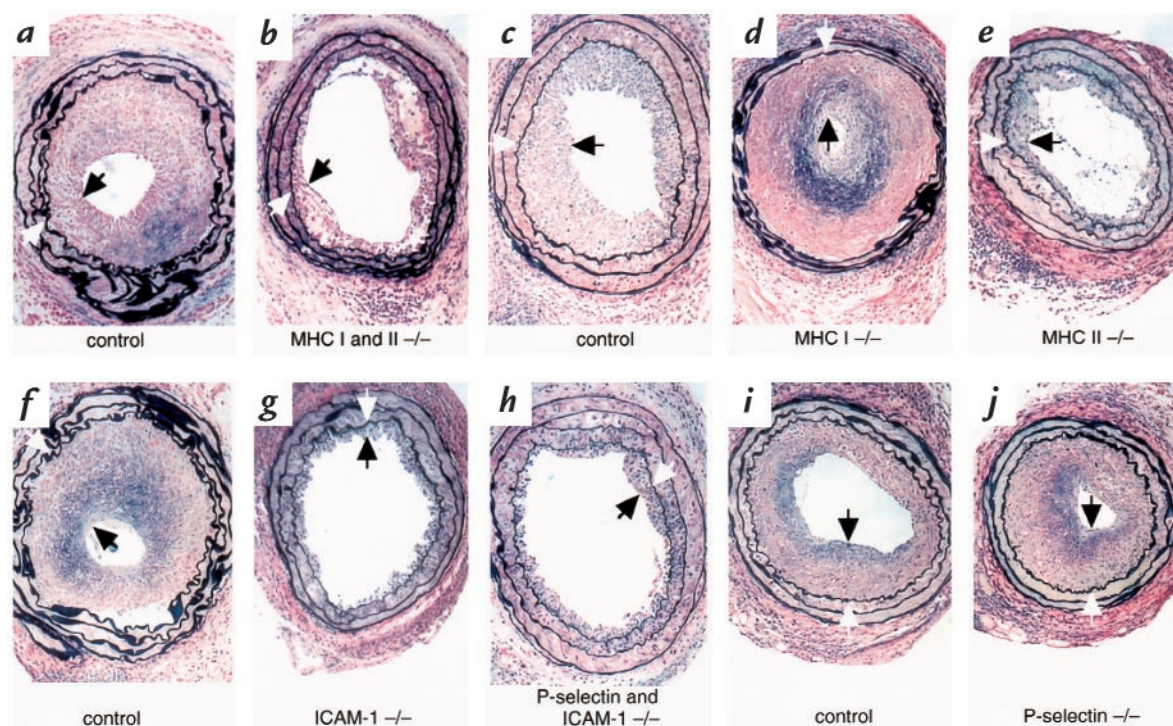 a
b
c
d
e
control
MHC I and II –/–
control
MHC I –/–
MHC II –/–
f
g
h
i
j
control
ICAM-1 –/–
P-selectin and
ICAM-1 –/–
control
P-selectin –/–